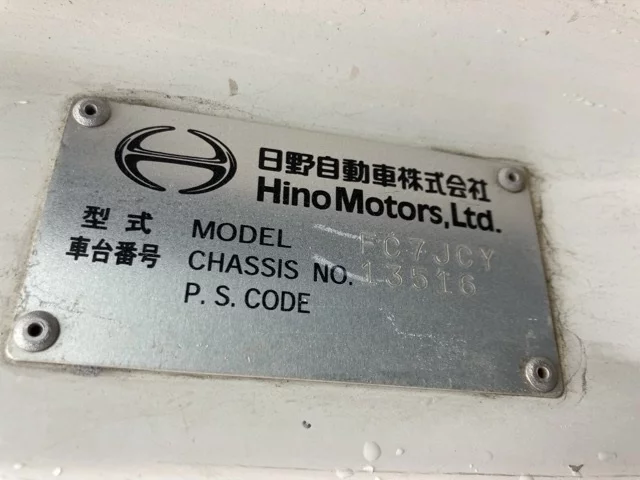 日野自動車株式会社
Hino Motors, Ltd.
型式 MODEL FC7JCY
車台番号 CHASSIS NO. 13516
P. S. CODE